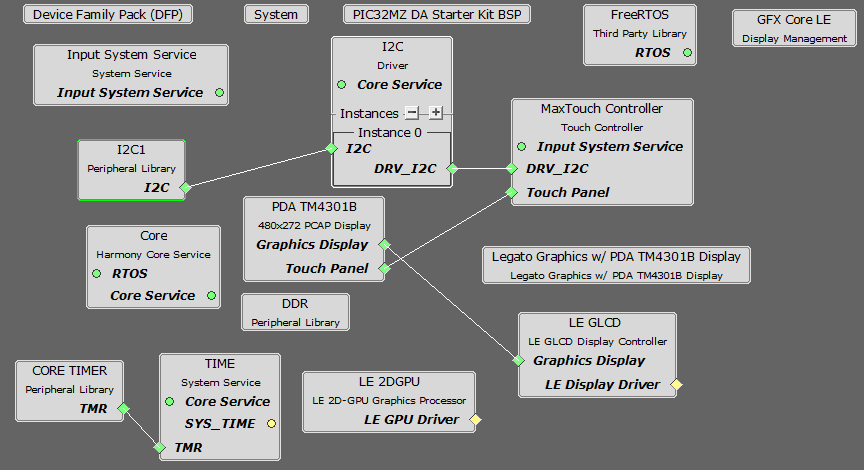 Device Family Pack (DFP)
System
PIC32MZ DA Starter Kit BSP
FreeRTOS
Third Party Library
RTOS
GFX Core LE
Display Management
Input System Service
System Service
Input System Service
I2C
Driver
Core Service
Instances
Instance 0
I2C
DRV_I2C
MaxTouch Controller
Touch Controller
Input System Service
DRV_I2C
Touch Panel
I2C1
Peripheral Library
I2C
PDA TM4301B
480x272 PCAP Display
Graphics Display
Touch Panel
Core
Harmony Core Service
RTOS
Core Service
Legato Graphics w/ PDA TM4301B Display
Legato Graphics w/ PDA TM4301B Display
DDR
Peripheral Library
LE GLCD
LE GLCD Display Controller
Graphics Display
LE Display Driver
CORE TIMER
Peripheral Library
TMR
TIME
System Service
Core Service
SYS_TIME
TMR
LE 2DGPU
LE 2D-GPU Graphics Processor
LE GPU Driver